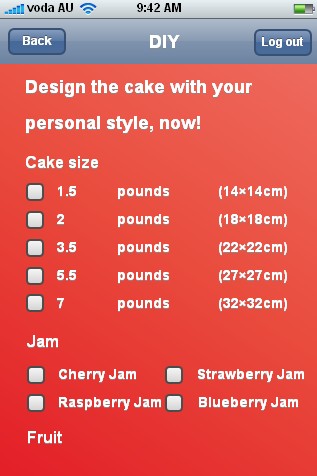 voda AU 9:42 AM
Back DIY Log out
Design the cake with your
personal style, now!
Cake size
1.5 pounds (14×14cm)
2 pounds (18×18cm)
3.5 pounds (22×22cm)
5.5 pounds (27×27cm)
7 pounds (32×32cm)
Jam
Cherry Jam Strawberry Jam
Raspberry Jam Blueberry Jam
Fruit